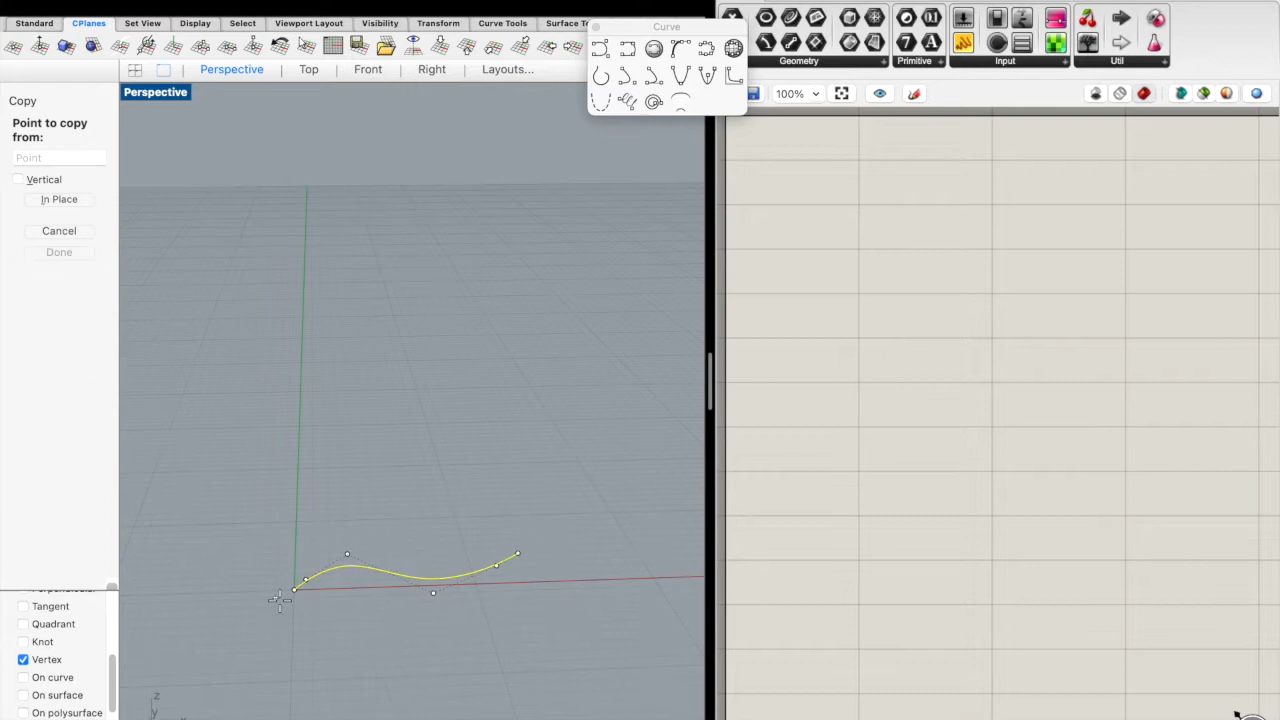 Standard CPlanes Set View Display Select Viewport Layout Visibility Transform Curve Tools Surface To
Curve
Geometry Primitive Input Util
Perspective Top Front Right Layouts...
100%
Perspective
Copy
Point to copy
from:
Point
Vertical
In Place
Cancel
Done
Tangent
Quadrant
Knot
Vertex
On curve
On surface
On polysurface
z
y